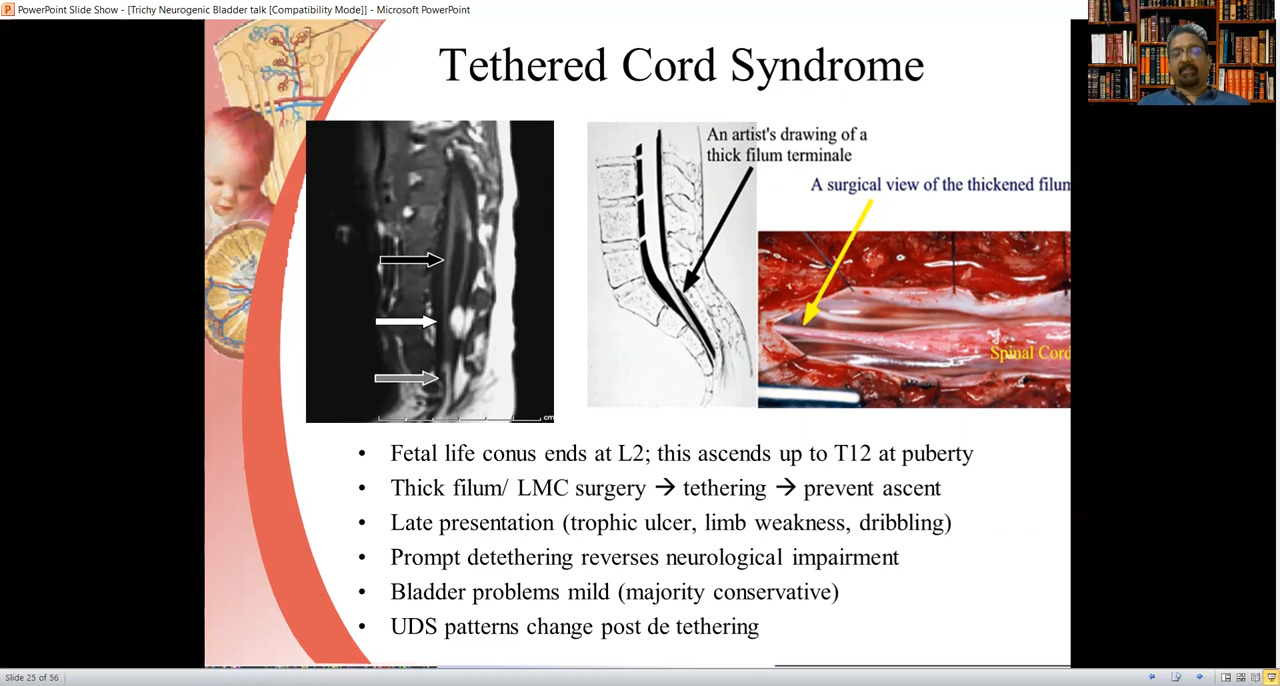 PowerPoint Slide Show - [Trichy Neurogenic Bladder talk [Compatibility Mode]] - Microsoft PowerPoint
Tethered Cord Syndrome
An artist's drawing of a
thick filum terminale
A surgical view of the thickened filum
Spinal Cord
cm
• Fetal life conus ends at L2; this ascends up to T12 at puberty
• Thick filum/ LMC surgery → tethering → prevent ascent
• Late presentation (trophic ulcer, limb weakness, dribbling)
• Prompt detethering reverses neurological impairment
• Bladder problems mild (majority conservative)
• UDS patterns change post de tethering
Slide 25 of 56